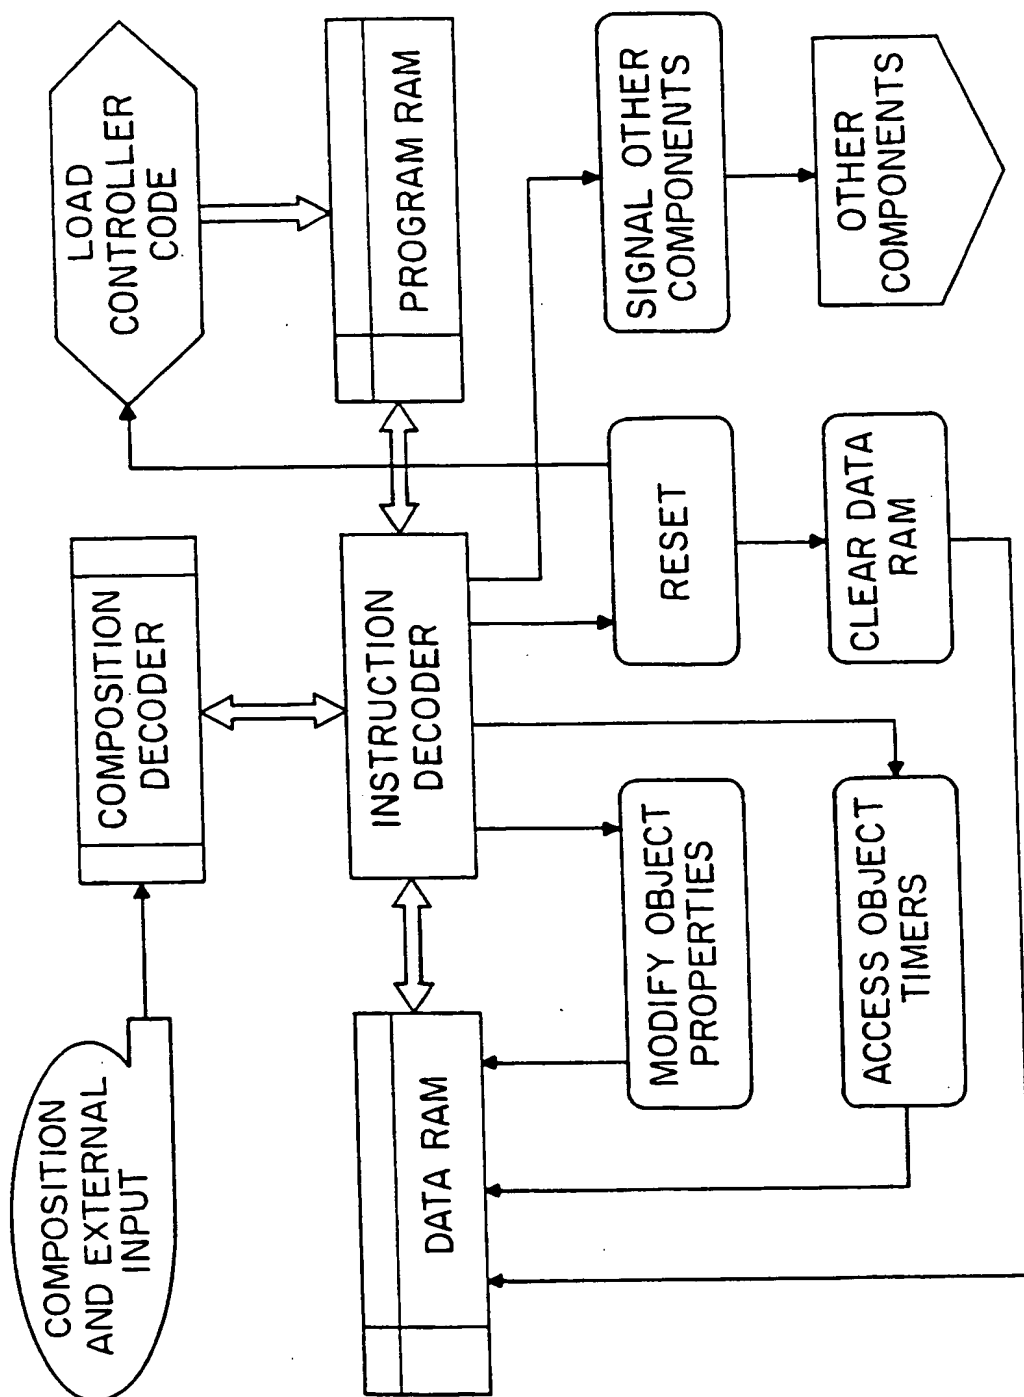 COMPOSITION
AND EXTERNAL
INPUT
COMPOSITION
DECODER
LOAD
CONTROLLER
CODE
DATA RAM
INSTRUCTION
DECODER
PROGRAM RAM
MODIFY OBJECT
PROPERTIES
RESET
SIGNAL OTHER
COMPONENTS
ACCESS OBJECT
TIMERS
CLEAR DATA
RAM
OTHER
COMPONENTS